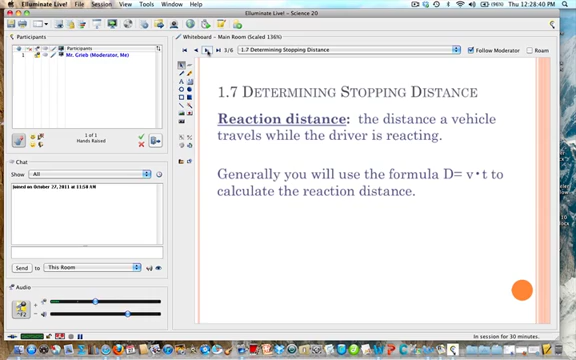 Elluminate Live! File Session Tools View Window Help
(96%) Thu 12:28:40 PM
Elluminate Live! – Science 20
Participants
Participants
1 Mr. Grieb (Moderator, Me)
1 of 1
Hands Raised
Chat
Show All
Joined on October 27, 2011 at 11:58 AM
Send to This Room
Audio
Whiteboard – Main Room (Scaled 136%)
3/6 1.7 Determining Stopping Distance Follow Moderator Roam
1.7 DETERMINING STOPPING DISTANCE
Reaction distance: the distance a vehicle
travels while the driver is reacting.
Generally you will use the formula D= v•t to
calculate the reaction distance.
In session for 30 minutes.